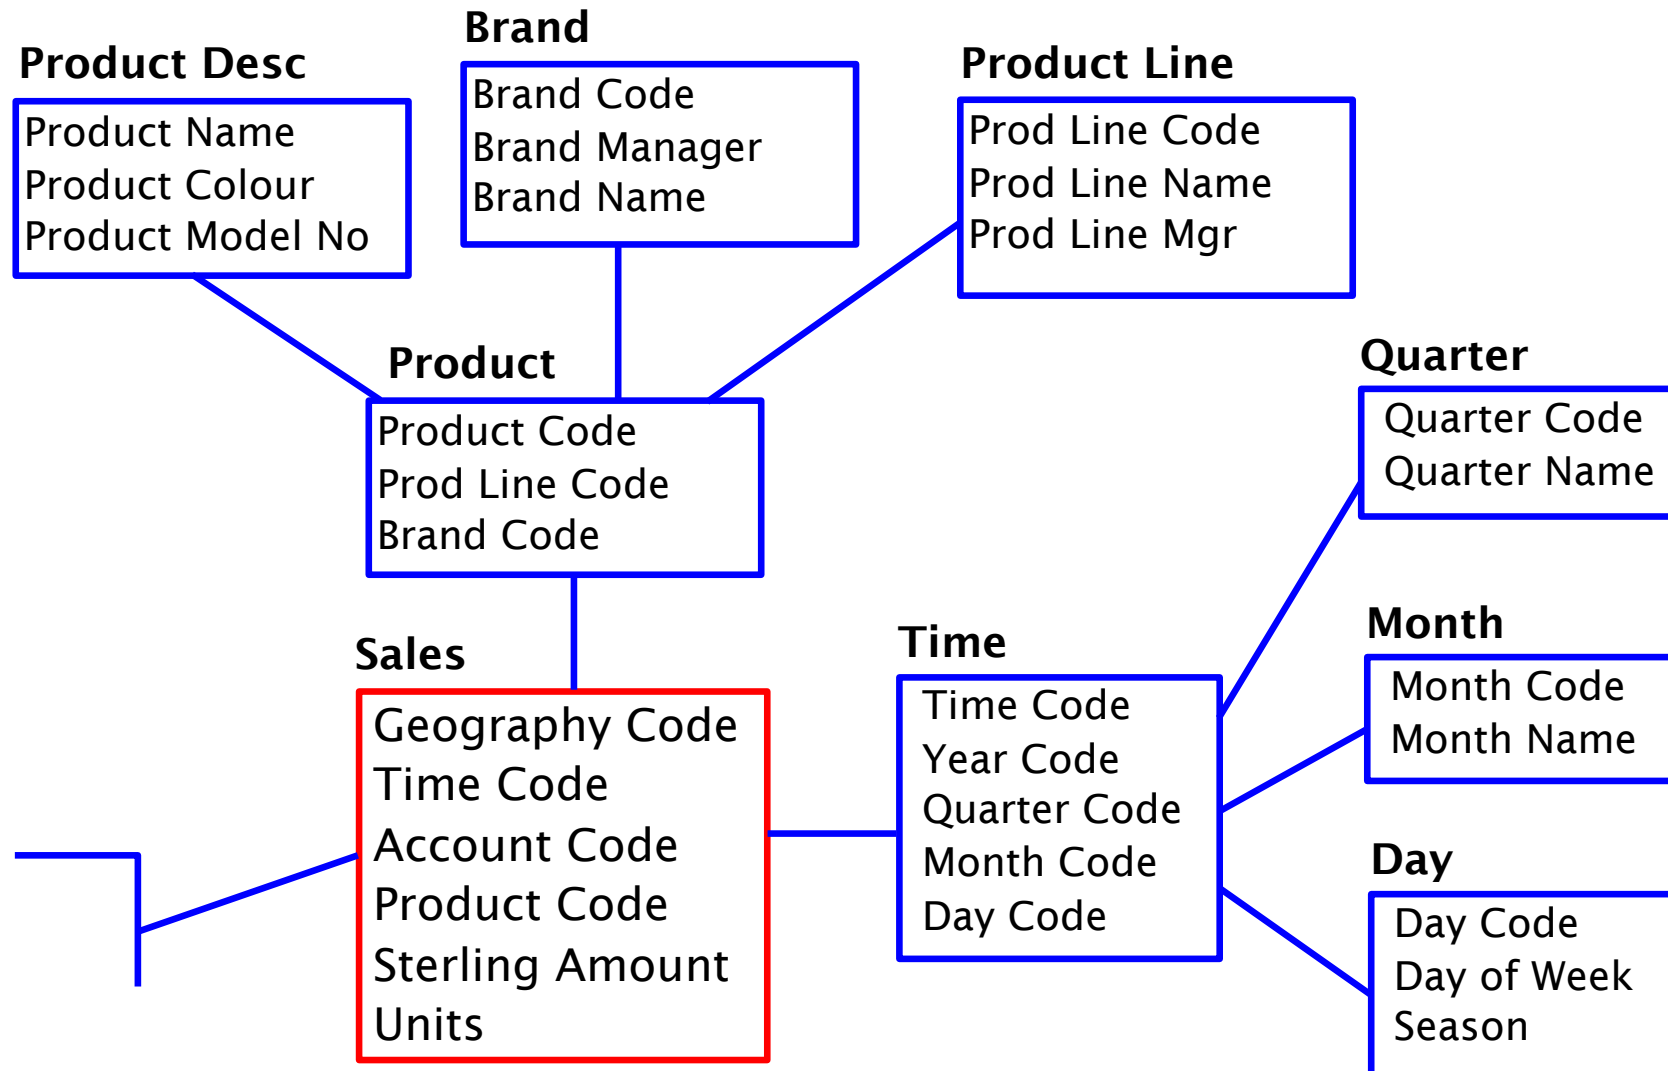 Product Desc
Product Name
Product Colour
Product Model No
Brand
Brand Code
Brand Manager
Brand Name
Product Line
Prod Line Code
Prod Line Name
Prod Line Mgr
Product
Product Code
Prod Line Code
Brand Code
Quarter
Quarter Code
Quarter Name
Sales
Geography Code
Time Code
Account Code
Product Code
Sterling Amount
Units
Time
Time Code
Year Code
Quarter Code
Month Code
Day Code
Month
Month Code
Month Name
Day
Day Code
Day of Week
Season